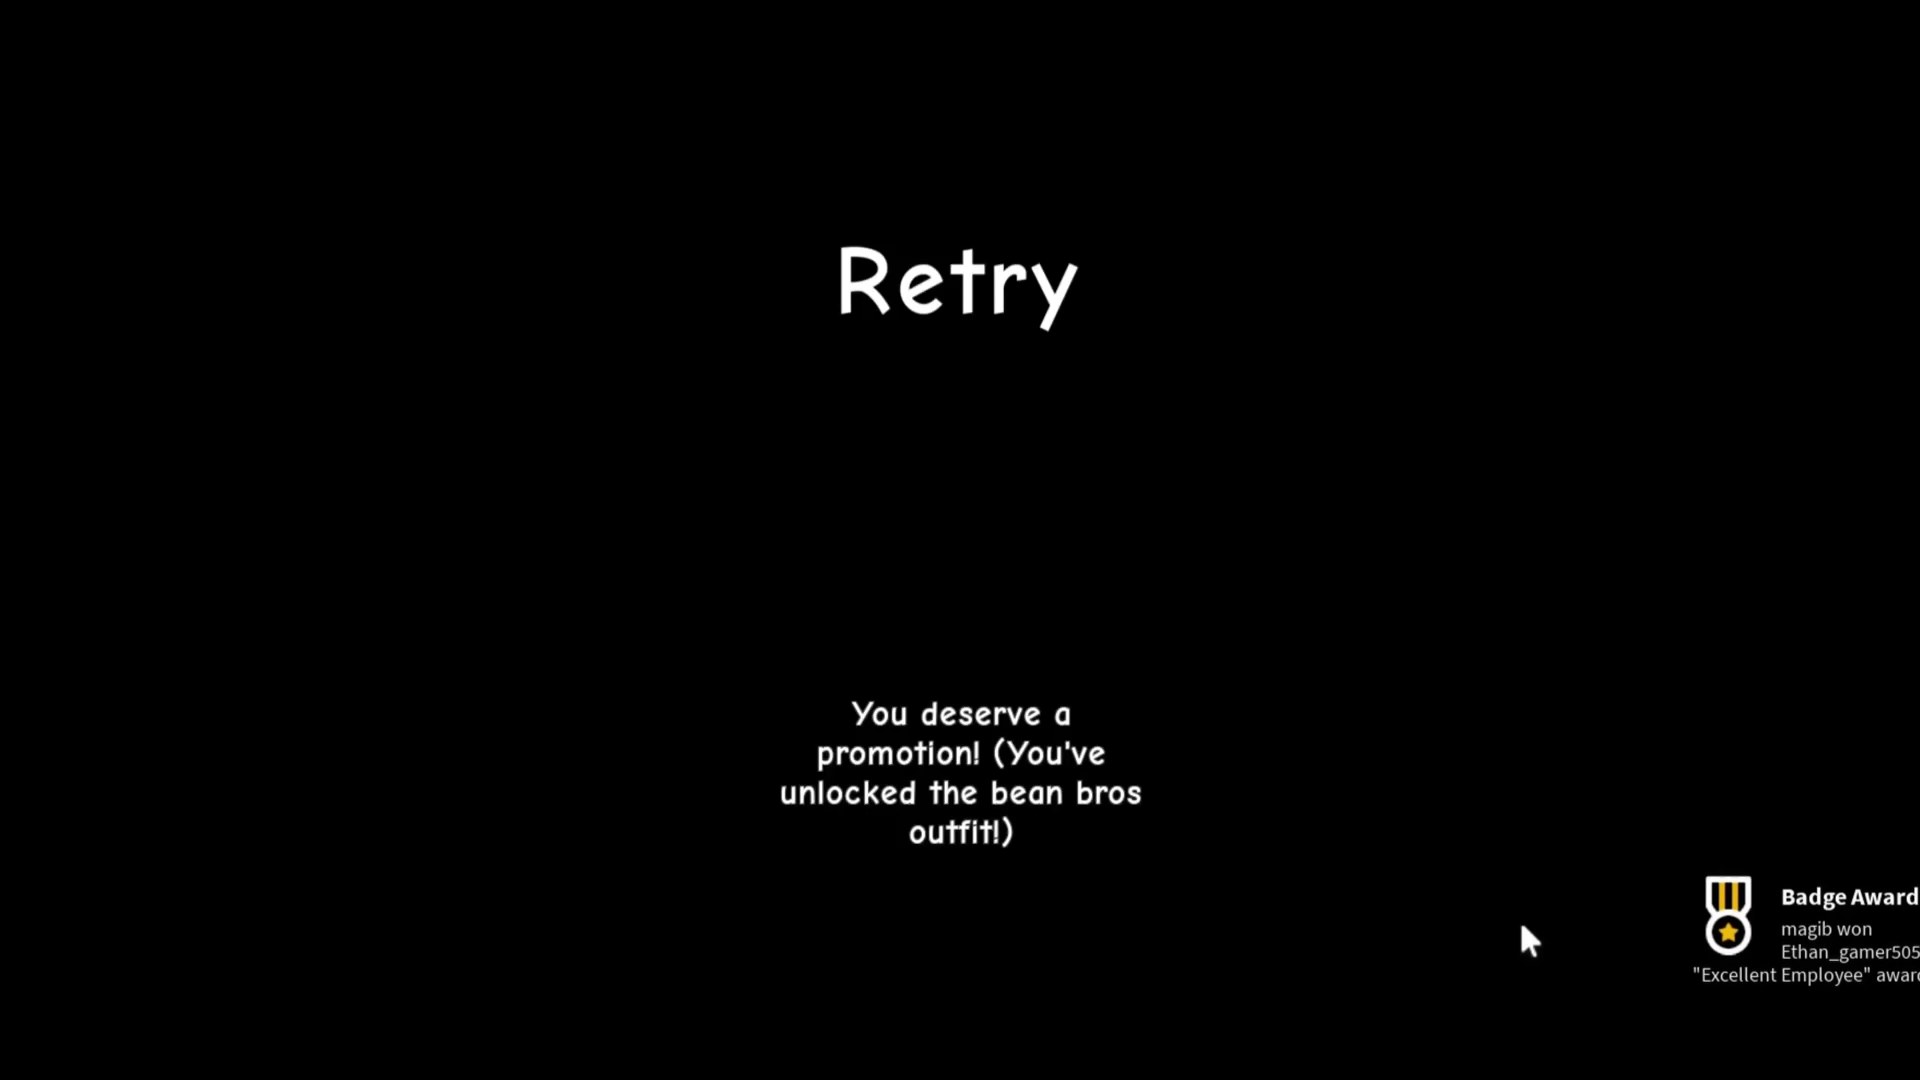 Retry
You deserve a
promotion! (You've
unlocked the bean bros
outfit!)
Badge Award
magib won
Ethan_gamer505
"Excellent Employee" awar